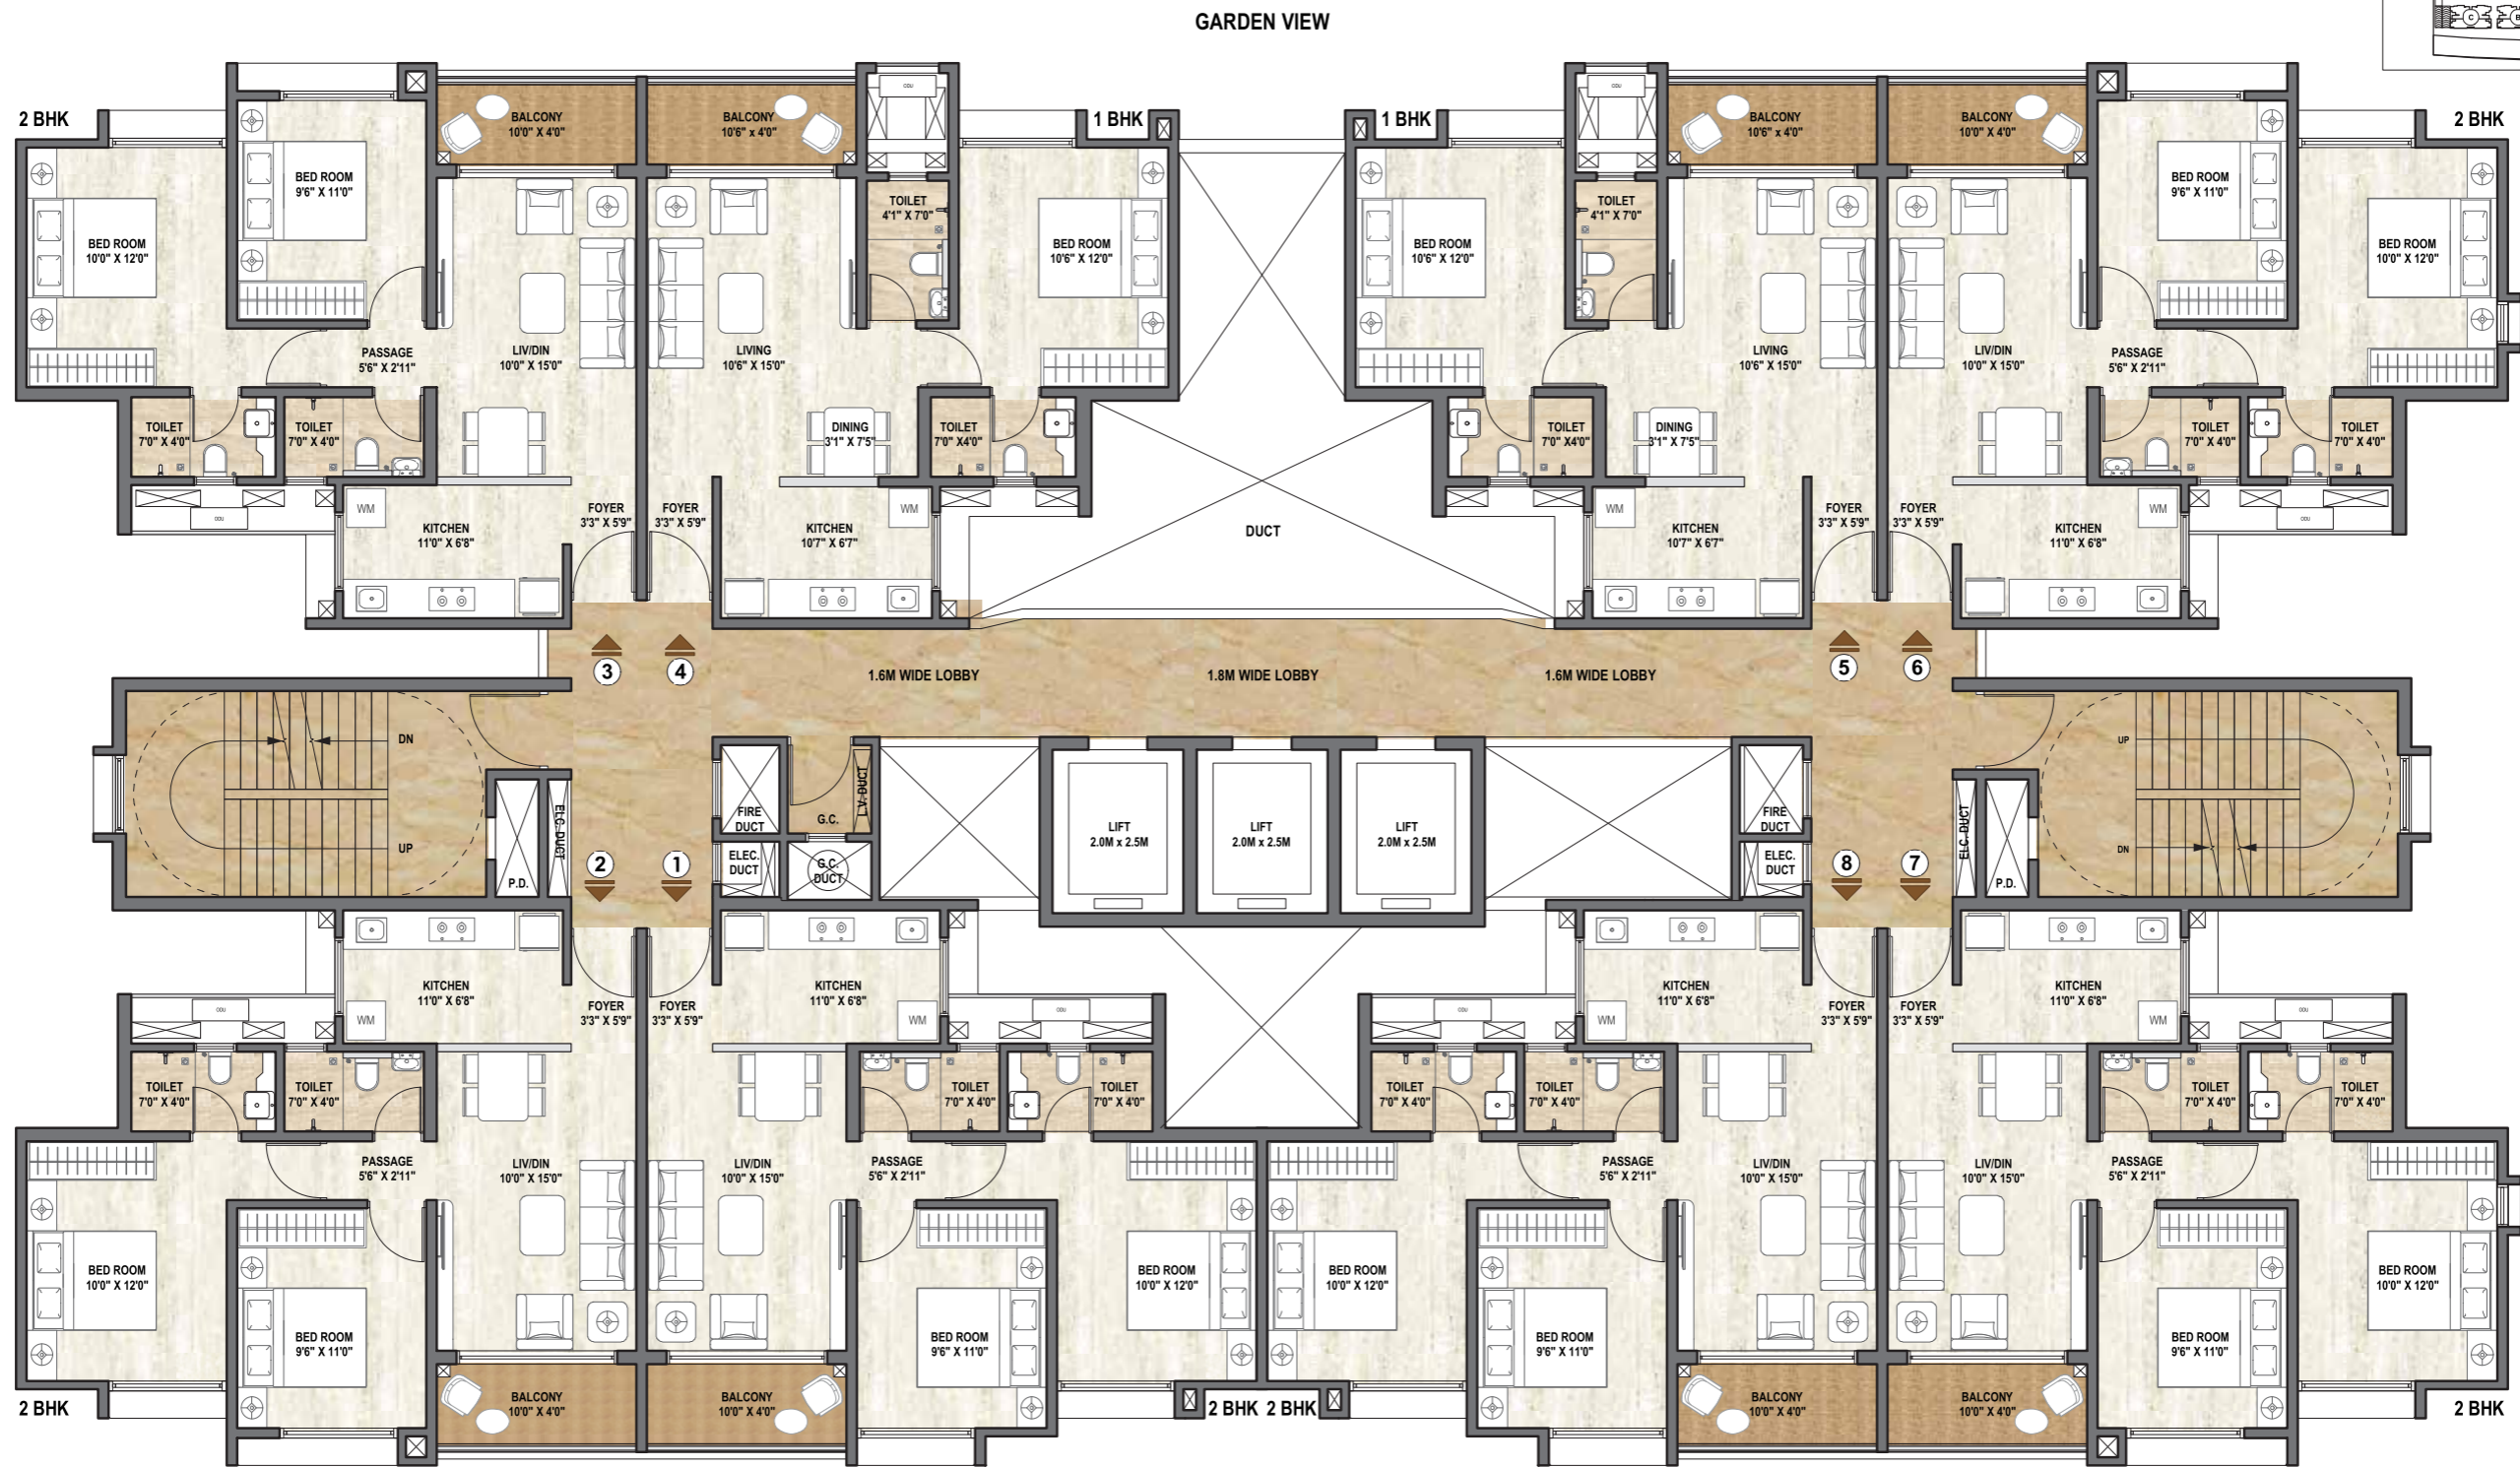 GARDEN VIEW
2 BHK
1 BHK
1 BHK
2 BHK
BALCONY
10'0" X 4'0"
BALCONY
10'6" x 4'0"
BALCONY
10'6" x 4'0"
BALCONY
10'0" X 4'0"
BED ROOM
9'6" X 11'0"
BED ROOM
9'6" X 11'0"
TOILET
4'1" X 7'0"
TOILET
4'1" X 7'0"
BED ROOM
10'0" X 12'0"
BED ROOM
10'6" X 12'0"
BED ROOM
10'6" X 12'0"
BED ROOM
10'0" X 12'0"
PASSAGE
5'6" X 2'11"
LIV/DIN
10'0" X 15'0"
LIVING
10'6" X 15'0"
LIVING
10'6" X 15'0"
LIV/DIN
10'0" X 15'0"
PASSAGE
5'6" X 2'11"
TOILET
7'0" X 4'0"
TOILET
7'0" X 4'0"
DINING
3'1" X 7'5"
TOILET
7'0" X4'0"
TOILET
7'0" X4'0"
DINING
3'1" X 7'5"
TOILET
7'0" X 4'0"
TOILET
7'0" X 4'0"
WM
FOYER
3'3" X 5'9"
FOYER
3'3" X 5'9"
WM
WM
FOYER
3'3" X 5'9"
FOYER
3'3" X 5'9"
WM
KITCHEN
11'0" X 6'8"
KITCHEN
10'7" X 6'7"
DUCT
KITCHEN
10'7" X 6'7"
KITCHEN
11'0" X 6'8"
3
4
1.6M WIDE LOBBY
1.8M WIDE LOBBY
1.6M WIDE LOBBY
5
6
DN
UP
UP
DN
P.D.
ELC. DUCT
FIRE
DUCT
G.C.
L.V. DUCT
ELEC.
DUCT
G.C.
DUCT
LIFT
2.0M x 2.5M
LIFT
2.0M x 2.5M
LIFT
2.0M x 2.5M
FIRE
DUCT
ELEC.
DUCT
ELC. DUCT
P.D.
2
1
8
7
KITCHEN
11'0" X 6'8"
KITCHEN
11'0" X 6'8"
KITCHEN
11'0" X 6'8"
KITCHEN
11'0" X 6'8"
WM
FOYER
3'3" X 5'9"
FOYER
3'3" X 5'9"
WM
WM
FOYER
3'3" X 5'9"
FOYER
3'3" X 5'9"
WM
TOILET
7'0" X 4'0"
TOILET
7'0" X 4'0"
TOILET
7'0" X 4'0"
TOILET
7'0" X 4'0"
TOILET
7'0" X 4'0"
TOILET
7'0" X 4'0"
TOILET
7'0" X 4'0"
TOILET
7'0" X 4'0"
PASSAGE
5'6" X 2'11"
LIV/DIN
10'0" X 15'0"
LIV/DIN
10'0" X 15'0"
PASSAGE
5'6" X 2'11"
PASSAGE
5'6" X 2'11"
LIV/DIN
10'0" X 15'0"
LIV/DIN
10'0" X 15'0"
PASSAGE
5'6" X 2'11"
BED ROOM
10'0" X 12'0"
BED ROOM
10'0" X 12'0"
BED ROOM
10'0" X 12'0"
BED ROOM
10'0" X 12'0"
BED ROOM
9'6" X 11'0"
BED ROOM
9'6" X 11'0"
BED ROOM
9'6" X 11'0"
BED ROOM
9'6" X 11'0"
BALCONY
10'0" X 4'0"
BALCONY
10'0" X 4'0"
BALCONY
10'0" X 4'0"
BALCONY
10'0" X 4'0"
2 BHK
2 BHK
2 BHK
2 BHK